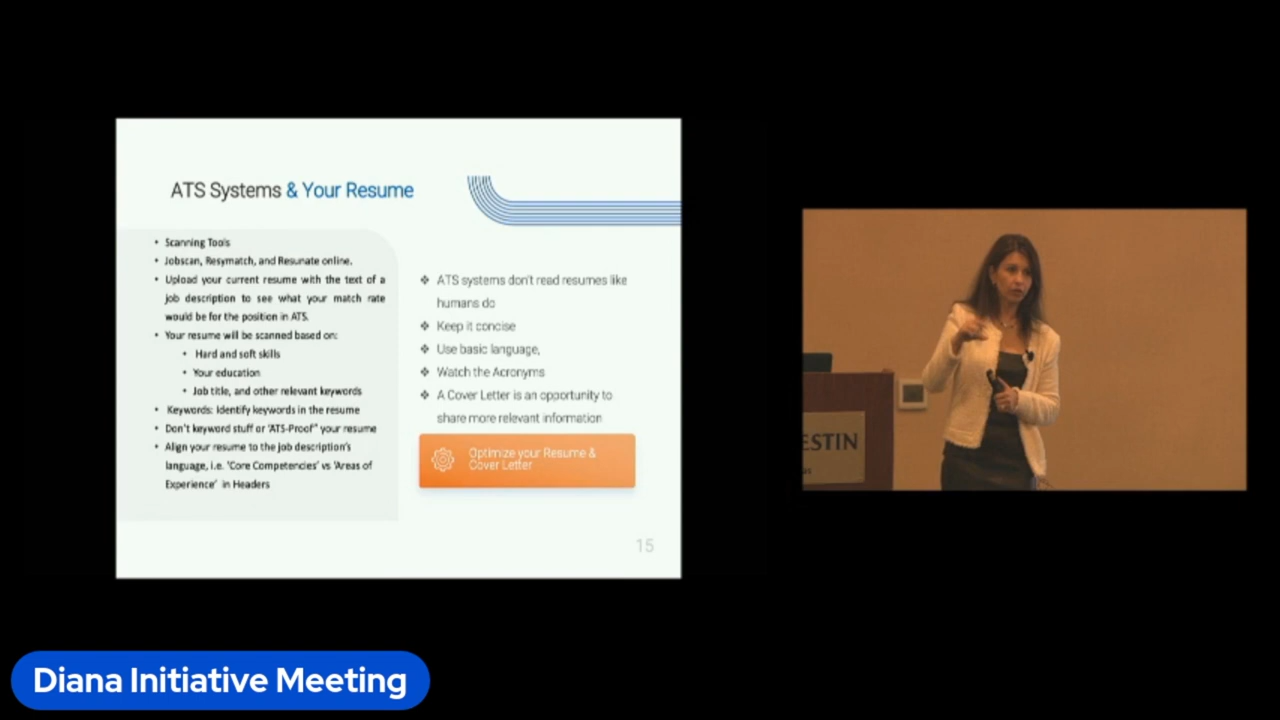 ATS Systems & Your Resume
• Scanning Tools
• Jobscan, Resymatch, and Resunate online.
• Upload your current resume with the text of a
job description to see what your match rate
would be for the position in ATS.
• Your resume will be scanned based on:
• Hard and soft skills
• Your education
• Job title, and other relevant keywords
• Keywords: Identify keywords in the resume
• Don't keyword stuff or 'ATS-Proof" your resume
• Align your resume to the job description's
language, i.e. 'Core Competencies' vs 'Areas of
Experience' in Headers
❖ ATS systems don't read resumes like
humans do
❖ Keep it concise
❖ Use basic language,
❖ Watch the Acronyms
❖ A Cover Letter is an opportunity to
share more relevant information
Optimize your Resume &
Cover Letter
15
ESTIN
Diana Initiative Meeting